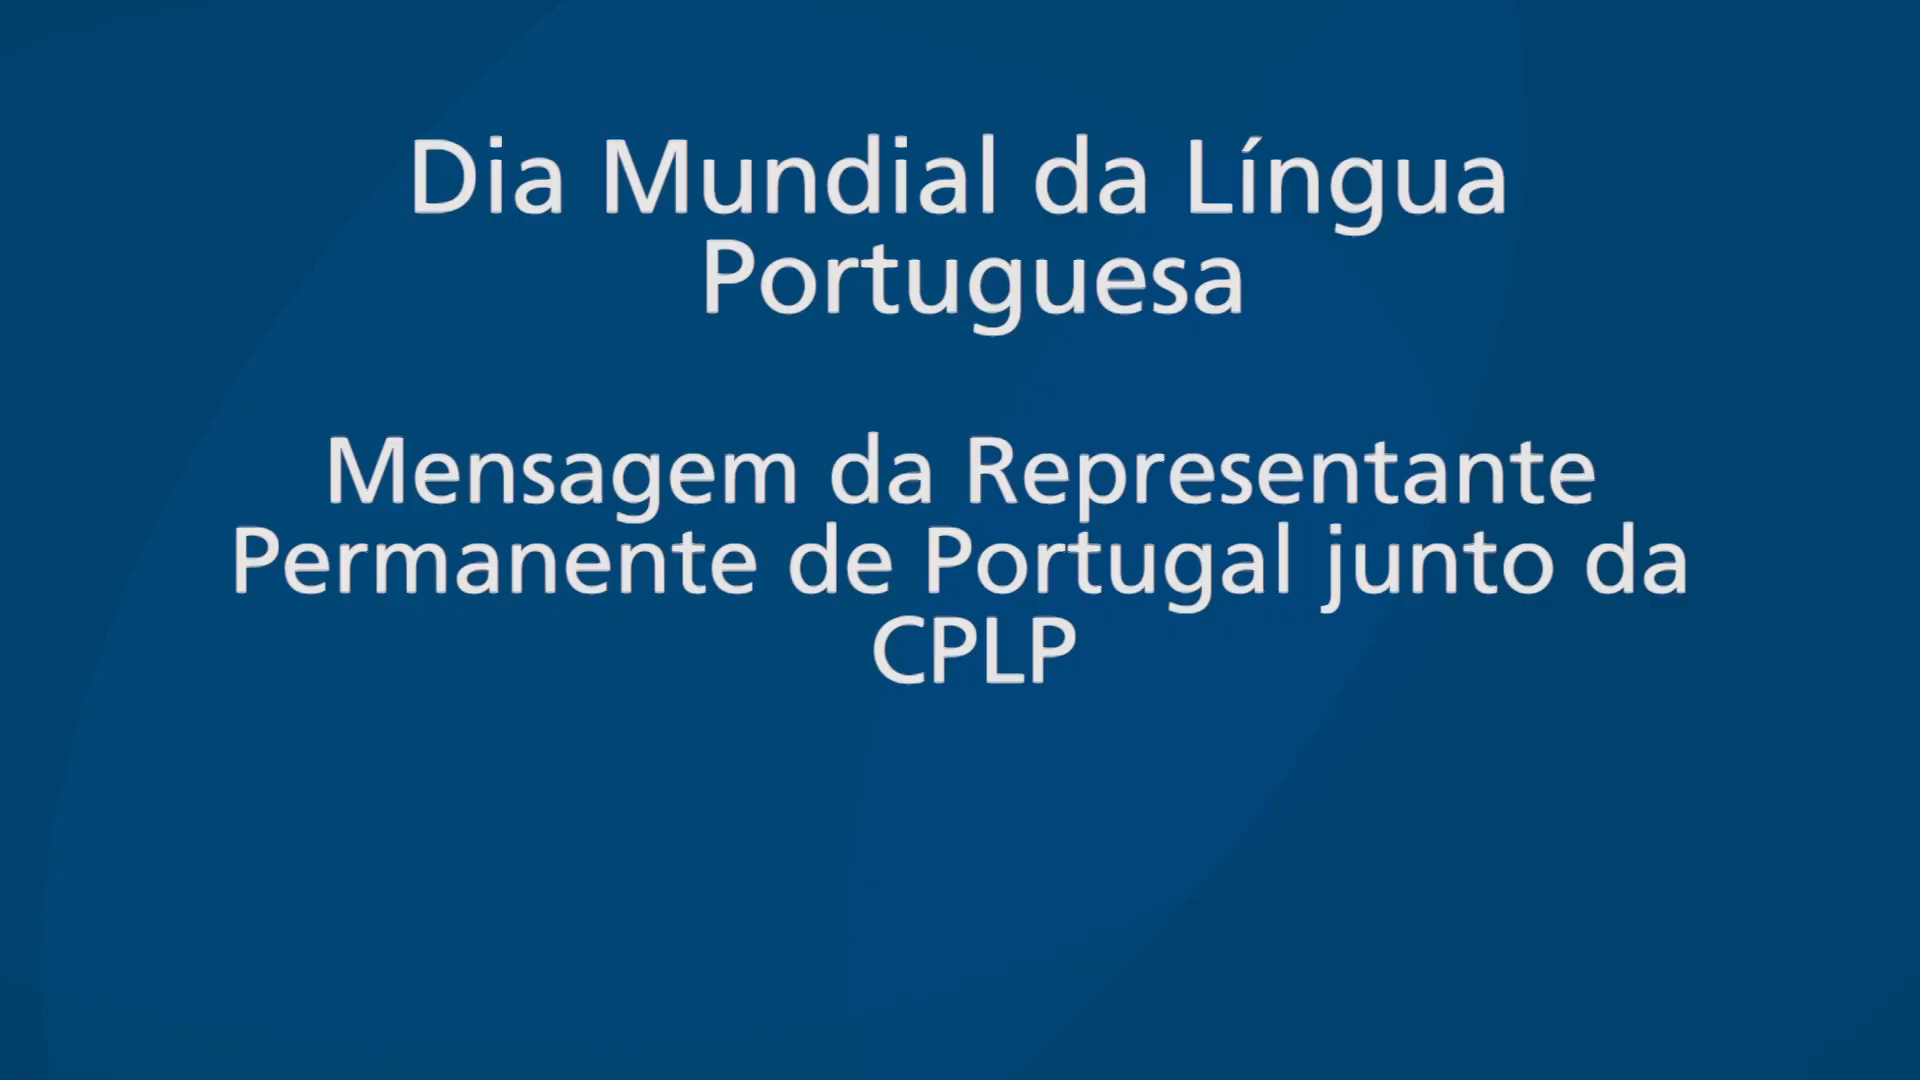 Dia Mundial da Língua
Portuguesa
Mensagem da Representante
Permanente de Portugal junto da
CPLP